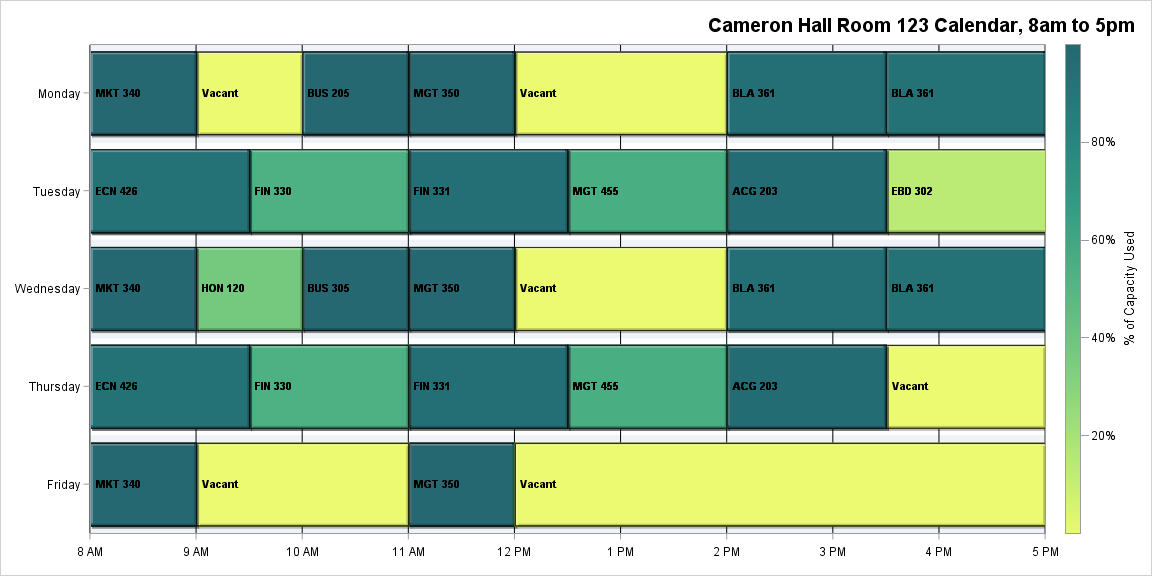 Cameron Hall Room 123 Calendar, 8am to 5pm
Monday
MKT 340
Vacant
BUS 205
MGT 350
Vacant
BLA 361
BLA 361
Tuesday
ECN 426
FIN 330
FIN 331
MGT 455
ACG 203
EBD 302
Wednesday
MKT 340
HON 120
BUS 305
MGT 350
Vacant
BLA 361
BLA 361
Thursday
ECN 426
FIN 330
FIN 331
MGT 455
ACG 203
Vacant
Friday
MKT 340
Vacant
MGT 350
Vacant
8 AM
9 AM
10 AM
11 AM
12 PM
1 PM
2 PM
3 PM
4 PM
5 PM
80%
60%
40%
20%
% of Capacity Used